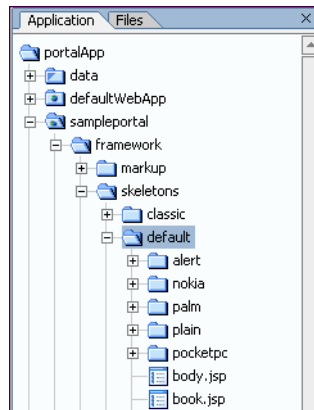 Application Files
portalApp
data
defaultWebApp
sampleportal
framework
markup
skeletons
classic
default
alert
nokia
palm
plain
pocketpc
body.jsp
book.jsp